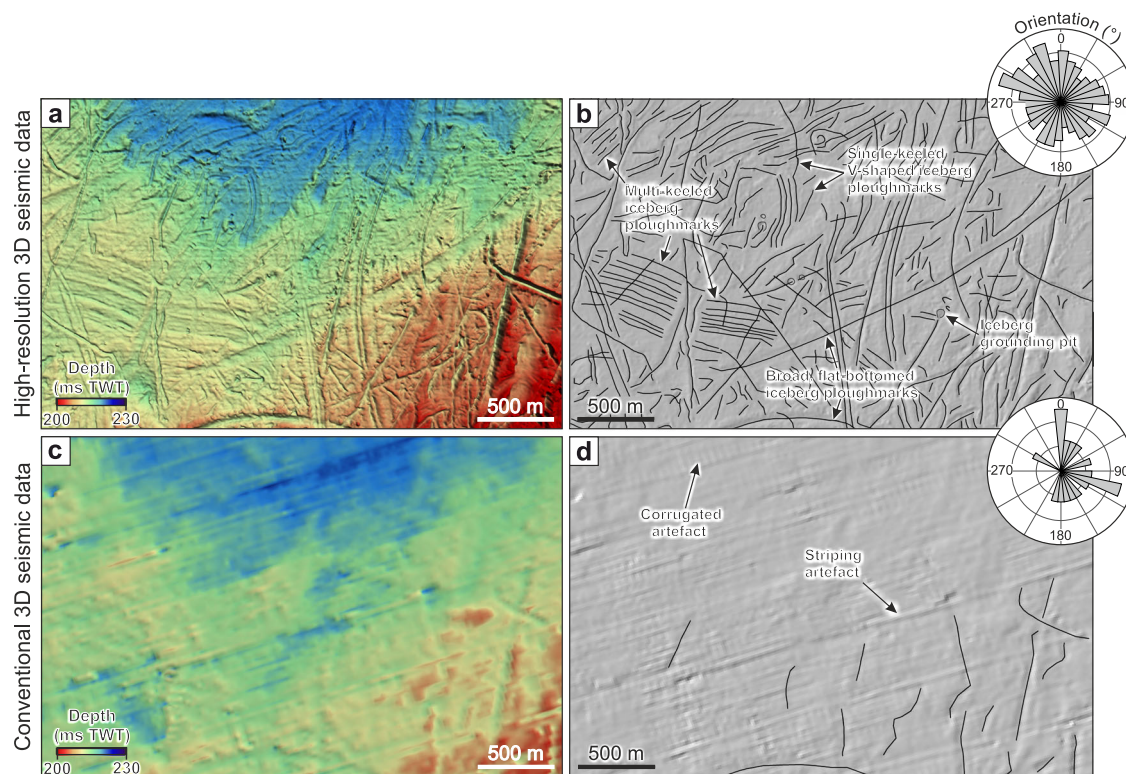 Orientation (°)
0
90
180
270
High-resolution 3D seismic data
a
Depth
(ms TWT)
200
230
500 m
b
Single-keeled
V-shaped iceberg
ploughmarks
Multi-keeled
iceberg
ploughmarks
Iceberg
grounding pit
Broad, flat-bottomed
iceberg ploughmarks
500 m
Conventional 3D seismic data
c
Depth
(ms TWT)
200
230
500 m
d
0
90
180
270
Corrugated
artefact
Striping
artefact
500 m